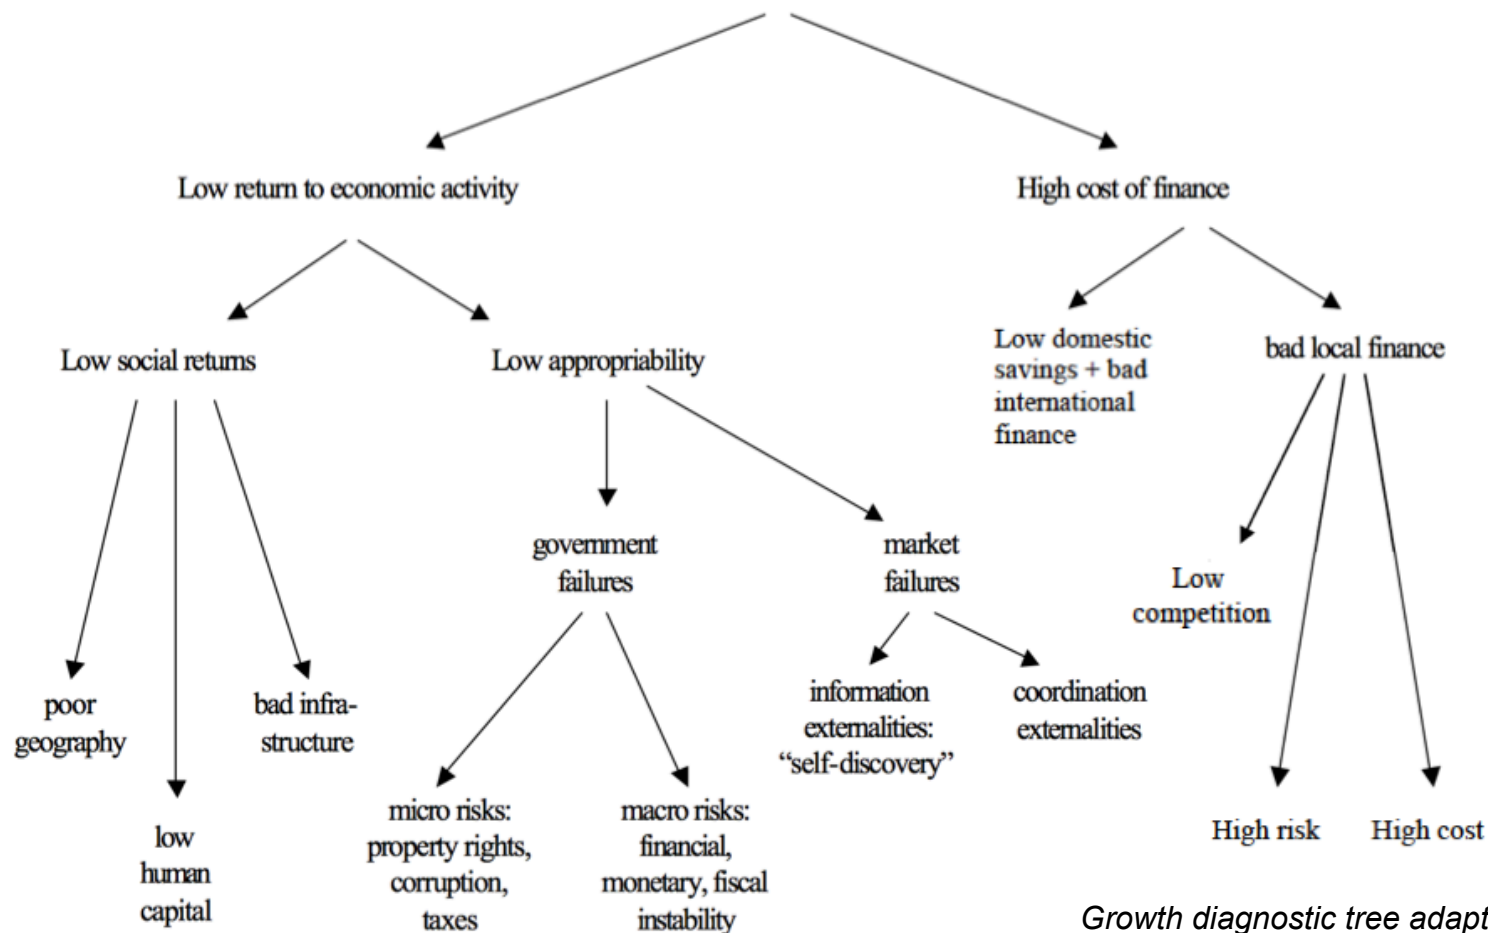 Low return to economic activity
High cost of finance
Low social returns
Low appropriability
Low domestic
savings + bad
international
finance
bad local finance
government
failures
market
failures
Low
competition
poor
geography
bad infra-
structure
information
externalities:
“self-discovery”
coordination
externalities
low
human
capital
micro risks:
property rights,
corruption,
taxes
macro risks:
financial,
monetary, fiscal
instability
High risk
High cost
Growth diagnostic tree adapt